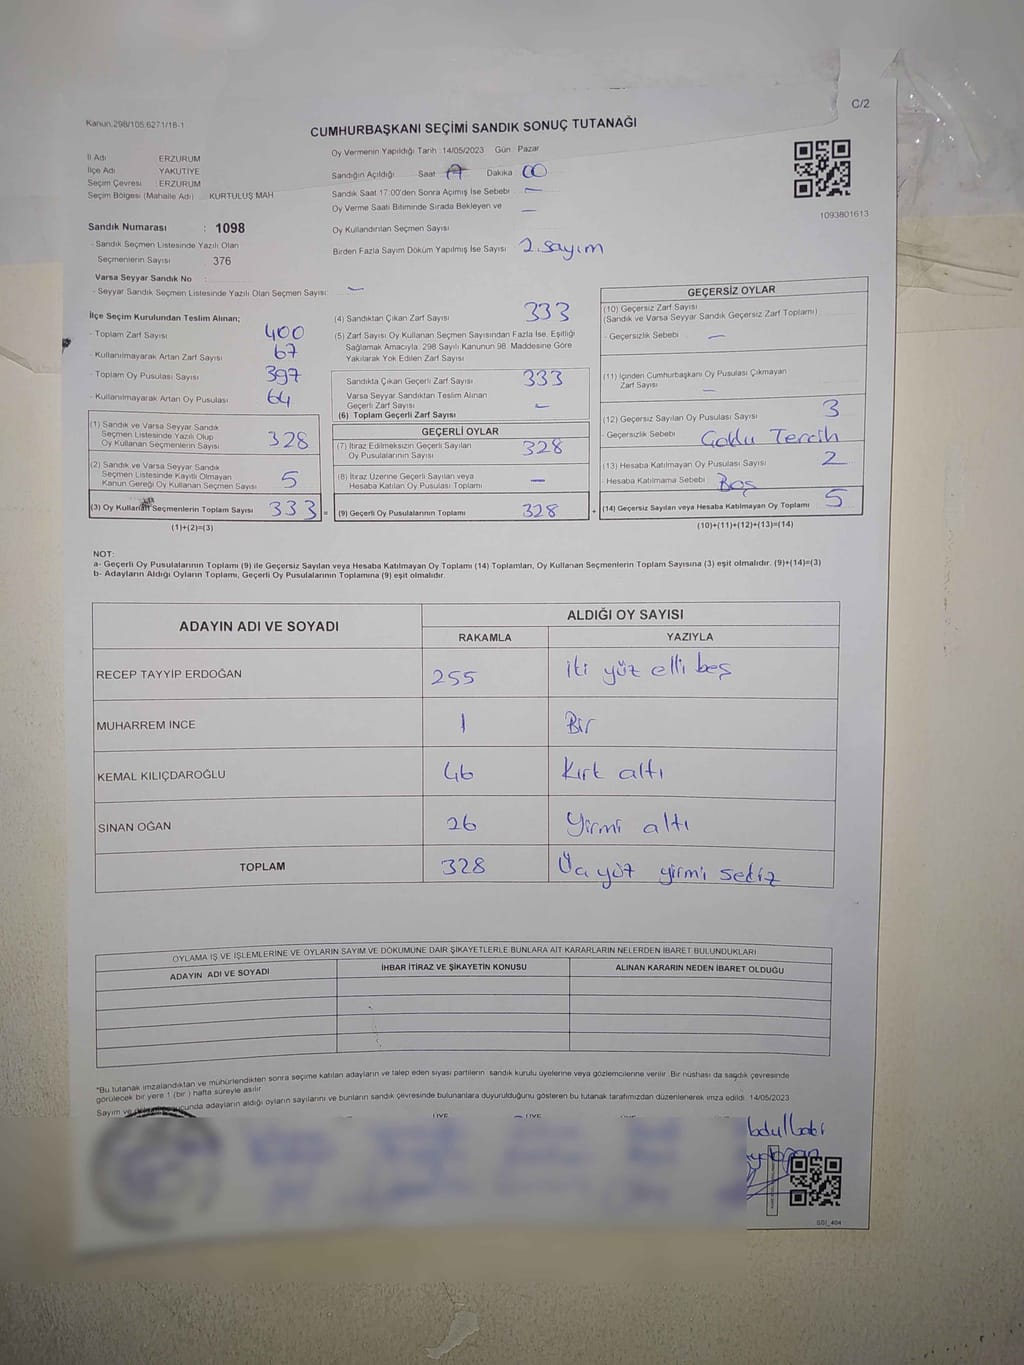 C/2
Kanun:298/105,6271/18-1
CUMHURBAŞKANI SEÇİMİ SANDIK SONUÇ TUTANAĞI
İl Adı : ERZURUM
İlçe Adı : YAKUTİYE
Seçim Çevresi : ERZURUM
Seçim Bölgesi (Mahalle Adı) : KURTULUŞ MAH
Oy Vermenin Yapıldığı Tarih :14/05/2023 Gün : Pazar
Sandığın Açıldığı Saat 17 Dakika 00
Sandık Saat 17:00'den Sonra Açılmış İse Sebebi —
Oy Verme Saati Bitiminde Sırada Bekleyen ve —
Oy Kullandırılan Seçmen Sayısı
Birden Fazla Sayım Döküm Yapılmış İse Sayısı 2.sayım
1093801613
Sandık Numarası : 1098
- Sandık Seçmen Listesinde Yazılı Olan
Seçmenlerin Sayısı 376
Varsa Seyyar Sandık No :
- Seyyar Sandık Seçmen Listesinde Yazılı Olan Seçmen Sayısı: —
İlçe Seçim Kurulundan Teslim Alınan;
- Toplam Zarf Sayısı 400
- Kullanılmayarak Artan Zarf Sayısı 67
- Toplam Oy Pusulası Sayısı 397
- Kullanılmayarak Artan Oy Pusulası 64
(1) Sandık ve Varsa Seyyar Sandık
Seçmen Listesinde Yazılı Olup
Oy Kullanan Seçmenlerin Sayısı 328
(2) Sandık ve Varsa Seyyar Sandık
Seçmen Listesinde Kayıtlı Olmayan
Kanun Gereği Oy Kullanan Seçmen Sayısı 5
(3) Oy Kullanan Seçmenlerin Toplam Sayısı 333 =
(1)+(2)=(3)
(4) Sandıktan Çıkan Zarf Sayısı 333
(5) Zarf Sayısı Oy Kullanan Seçmen Sayısından Fazla İse, Eşitliği
Sağlamak Amacıyla, 298 Sayılı Kanunun 98. Maddesine Göre
Yakılarak Yok Edilen Zarf Sayısı
Sandıkta Çıkan Geçerli Zarf Sayısı 333
Varsa Seyyar Sandıktan Teslim Alınan
Geçerli Zarf Sayısı —
(6) Toplam Geçerli Zarf Sayısı
GEÇERLİ OYLAR
(7) İtiraz Edilmeksizin Geçerli Sayılan
Oy Pusulalarının Sayısı 328
(8) İtiraz Üzerine Geçerli Sayılan veya
Hesaba Katılan Oy Pusulası Toplamı —
(9) Geçerli Oy Pusulalarının Toplamı 328 +
GEÇERSİZ OYLAR
(10) Geçersiz Zarf Sayısı
(Sandık ve Varsa Seyyar Sandık Geçersiz Zarf Toplamı)
- Geçersizlik Sebebi —
(11) İçinden Cumhurbaşkanı Oy Pusulası Çıkmayan
Zarf Sayısı —
(12) Geçersiz Sayılan Oy Pusulası Sayısı 3
- Geçersizlik Sebebi Çoklu Tercih
(13) Hesaba Katılmayan Oy Pusulası Sayısı 2
- Hesaba Katılmama Sebebi Boş
(14) Geçersiz Sayılan veya Hesaba Katılmayan Oy Toplamı 5
(10)+(11)+(12)+(13)=(14)
NOT:
a- Geçerli Oy Pusulalarının Toplamı (9) ile Geçersiz Sayılan veya Hesaba Katılmayan Oy Toplamı (14) Toplamları, Oy Kullanan Seçmenlerin Toplam Sayısına (3) eşit olmalıdır. (9)+(14)=(3)
b- Adayların Aldığı Oyların Toplamı, Geçerli Oy Pusulalarının Toplamına (9) eşit olmalıdır.
ADAYIN ADI VE SOYADI
ALDIĞI OY SAYISI
RAKAMLA YAZIYLA
RECEP TAYYİP ERDOĞAN 255 iki yüz elli beş
MUHARREM İNCE 1 Bir
KEMAL KILIÇDAROĞLU 46 Kırk altı
SİNAN OĞAN 26 Yirmi altı
TOPLAM 328 Üç yüz yirmi sekiz
OYLAMA İŞ VE İŞLEMLERİNE VE OYLARIN SAYIM VE DÖKÜMÜNE DAİR ŞİKAYETLERLE BUNLARA AİT KARARLARIN NELERDEN İBARET BULUNDUKLARI
ADAYIN ADI VE SOYADI İHBAR İTİRAZ VE ŞİKAYETİN KONUSU ALINAN KARARIN NEDEN İBARET OLDUĞU
*Bu tutanak imzalandıktan ve mühürlendikten sonra seçime katılan adayların ve talep eden siyasi partilerin sandık kurulu üyelerine veya gözlemcilerine verilir. Bir nüshası da sandık çevresinde
görülecek bir yere 1 (bir) hafta süreyle asılır.
Sayım ve adayların aldığı oyların sayılarını ve bunların sandık çevresinde bulunanlara duyurulduğunu gösteren bu tutanak tarafımızdan düzenlenerek imza edildi. 14/05/2023
ÜYE ÜYE
SSI_404